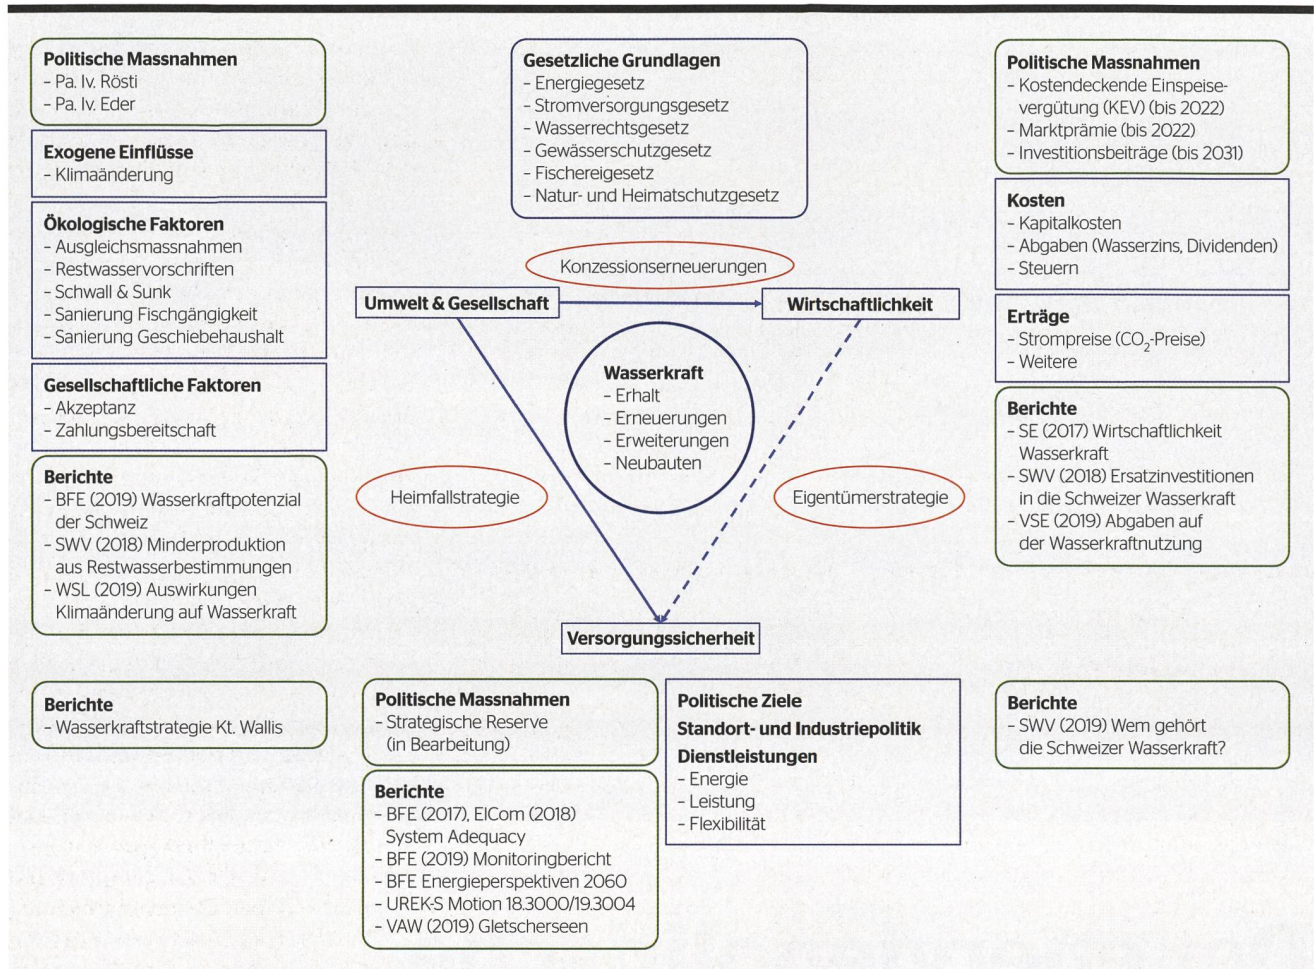 Politische Massnahmen
– Pa. Iv. Rösti
– Pa. Iv. Eder
Exogene Einflüsse
– Klimaänderung
Ökologische Faktoren
– Ausgleichsmassnahmen
– Restwasservorschriften
– Schwall & Sunk
– Sanierung Fischgängigkeit
– Sanierung Geschiebehaushalt
Gesellschaftliche Faktoren
– Akzeptanz
– Zahlungsbereitschaft
Berichte
– BFE (2019) Wasserkraftpotenzial
der Schweiz
– SWV (2018) Minderproduktion
aus Restwasserbestimmungen
– WSL (2019) Auswirkungen
Klimaänderung auf Wasserkraft
Berichte
– Wasserkraftstrategie Kt. Wallis
Gesetzliche Grundlagen
– Energiegesetz
– Stromversorgungsgesetz
– Wasserrechtsgesetz
– Gewässerschutzgesetz
– Fischereigesetz
– Natur- und Heimatschutzgesetz
Konzessionserneuerungen
Umwelt & Gesellschaft
Wirtschaftlichkeit
Wasserkraft
– Erhalt
– Erneuerungen
– Erweiterungen
– Neubauten
Heimfallstrategie
Eigentümerstrategie
Versorgungssicherheit
Politische Massnahmen
– Strategische Reserve
(in Bearbeitung)
Berichte
– BFE (2017), ElCom (2018)
System Adequacy
– BFE (2019) Monitoringbericht
– BFE Energieperspektiven 2060
– UREK-S Motion 18.3000/19.3004
– VAW (2019) Gletscherseen
Politische Ziele
Standort- und Industriepolitik
Dienstleistungen
– Energie
– Leistung
– Flexibilität
Politische Massnahmen
– Kostendeckende Einspeise-
vergütung (KEV) (bis 2022)
– Marktprämie (bis 2022)
– Investitionsbeiträge (bis 2031)
Kosten
– Kapitalkosten
– Abgaben (Wasserzins, Dividenden)
– Steuern
Erträge
– Strompreise (CO₂-Preise)
– Weitere
Berichte
– SE (2017) Wirtschaftlichkeit
Wasserkraft
– SWV (2018) Ersatzinvestitionen
in die Schweizer Wasserkraft
– VSE (2019) Abgaben auf
der Wasserkraftnutzung
Berichte
– SWV (2019) Wem gehört
die Schweizer Wasserkraft?